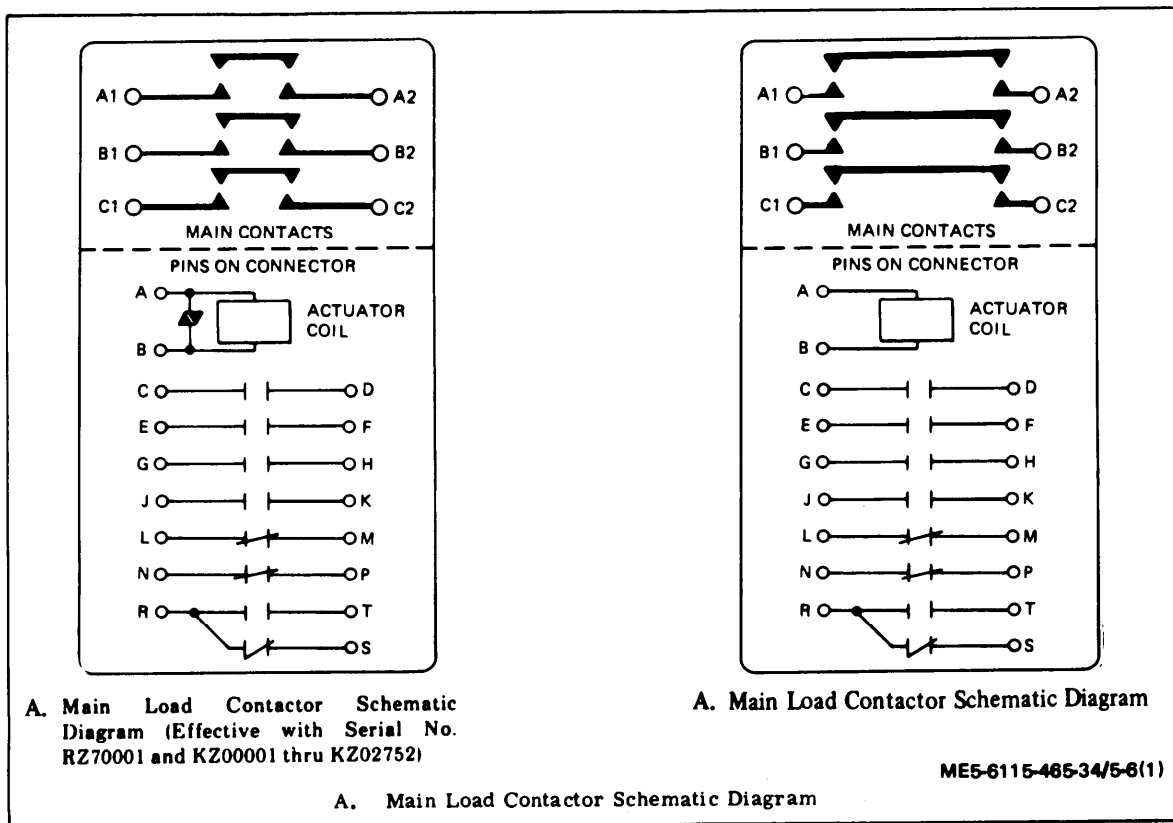 A1 A2
B1 B2
C1 C2
MAIN CONTACTS
PINS ON CONNECTOR
A
ACTUATOR
COIL
B
C D
E F
G H
J K
L M
N P
R T
S
A. Main Load Contactor Schematic
Diagram (Effective with Serial No.
RZ70001 and KZ00001 thru KZ02752)
A1 A2
B1 B2
C1 C2
MAIN CONTACTS
PINS ON CONNECTOR
A
ACTUATOR
COIL
B
C D
E F
G H
J K
L M
N P
R T
S
A. Main Load Contactor Schematic Diagram
ME5-6115-465-34/5-6(1)
A. Main Load Contactor Schematic Diagram